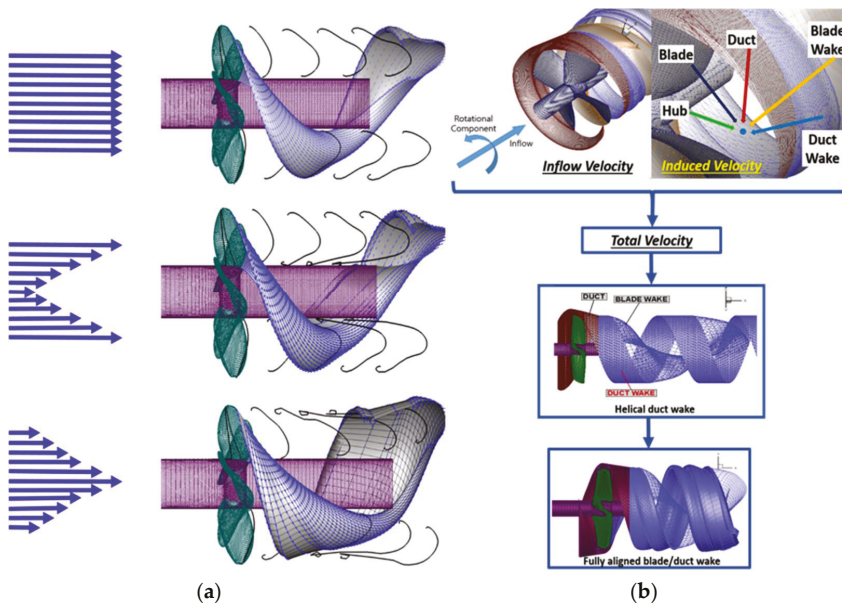 Blade
Duct
Blade
Wake
Hub
Duct
Wake
Rotational
Component
Inflow
Inflow Velocity
Induced Velocity
Total Velocity
DUCT
BLADE WAKE
DUCT WAKE
Helical duct wake
Fully aligned blade/duct wake
(a)
(b)